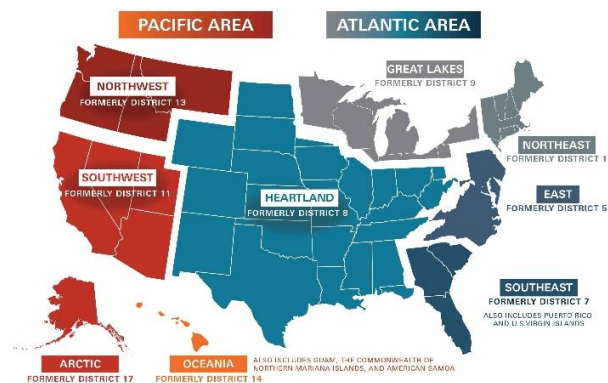 PACIFIC AREA
ATLANTIC AREA
NORTHWEST
FORMERLY DISTRICT 13
GREAT LAKES
FORMERLY DISTRICT 9
NORTHEAST
FORMERLY DISTRICT 1
SOUTHWEST
FORMERLY DISTRICT 11
HEARTLAND
FORMERLY DISTRICT 8
EAST
FORMERLY DISTRICT 5
SOUTHEAST
FORMERLY DISTRICT 7
ALSO INCLUDES PUERTO RICO
AND U.S.VIRGIN ISLANDS
ARCTIC
FORMERLY DISTRICT 17
OCEANIA
FORMERLY DISTRICT 14
ALSO INCLUDES GUAM, THE COMMONWEALTH OF
NORTHERN MARIANA ISLANDS, AND AMERICAN SAMOA